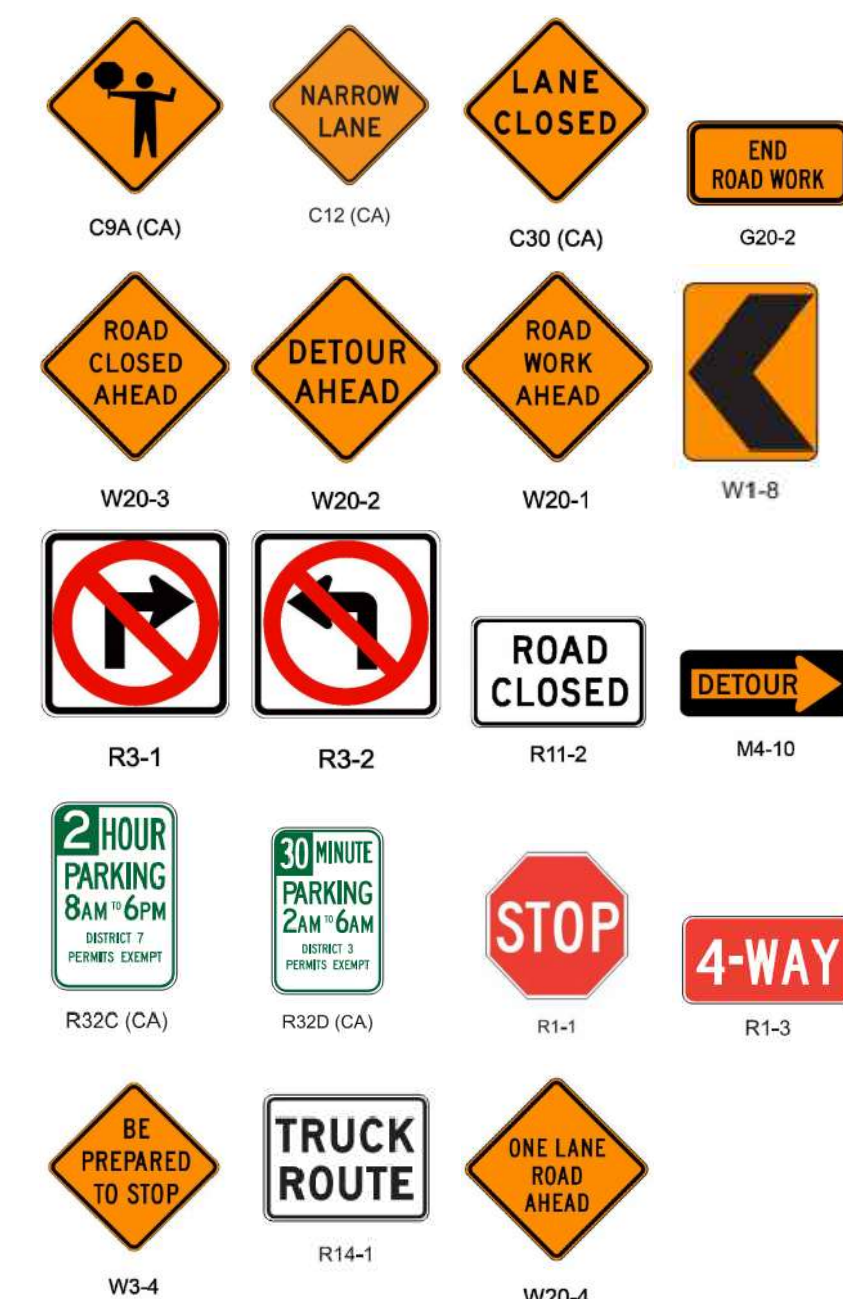 NARROW
LANE
LANE
CLOSED
END
ROAD WORK
C9A (CA)
C12 (CA)
C30 (CA)
G20-2
ROAD
CLOSED
AHEAD
DETOUR
AHEAD
ROAD
WORK
AHEAD
W20-3
W20-2
W20-1
W1-8
ROAD
CLOSED
DETOUR
R3-1
R3-2
R11-2
M4-10
2 HOUR
PARKING
8AM TO 6PM
DISTRICT 7
PERMITS EXEMPT
30 MINUTE
PARKING
2AM TO 6AM
DISTRICT 3
PERMITS EXEMPT
STOP
4-WAY
R32C (CA)
R32D (CA)
R1-1
R1-3
BE
PREPARED
TO STOP
TRUCK
ROUTE
ONE LANE
ROAD
AHEAD
W3-4
R14-1
W20-4